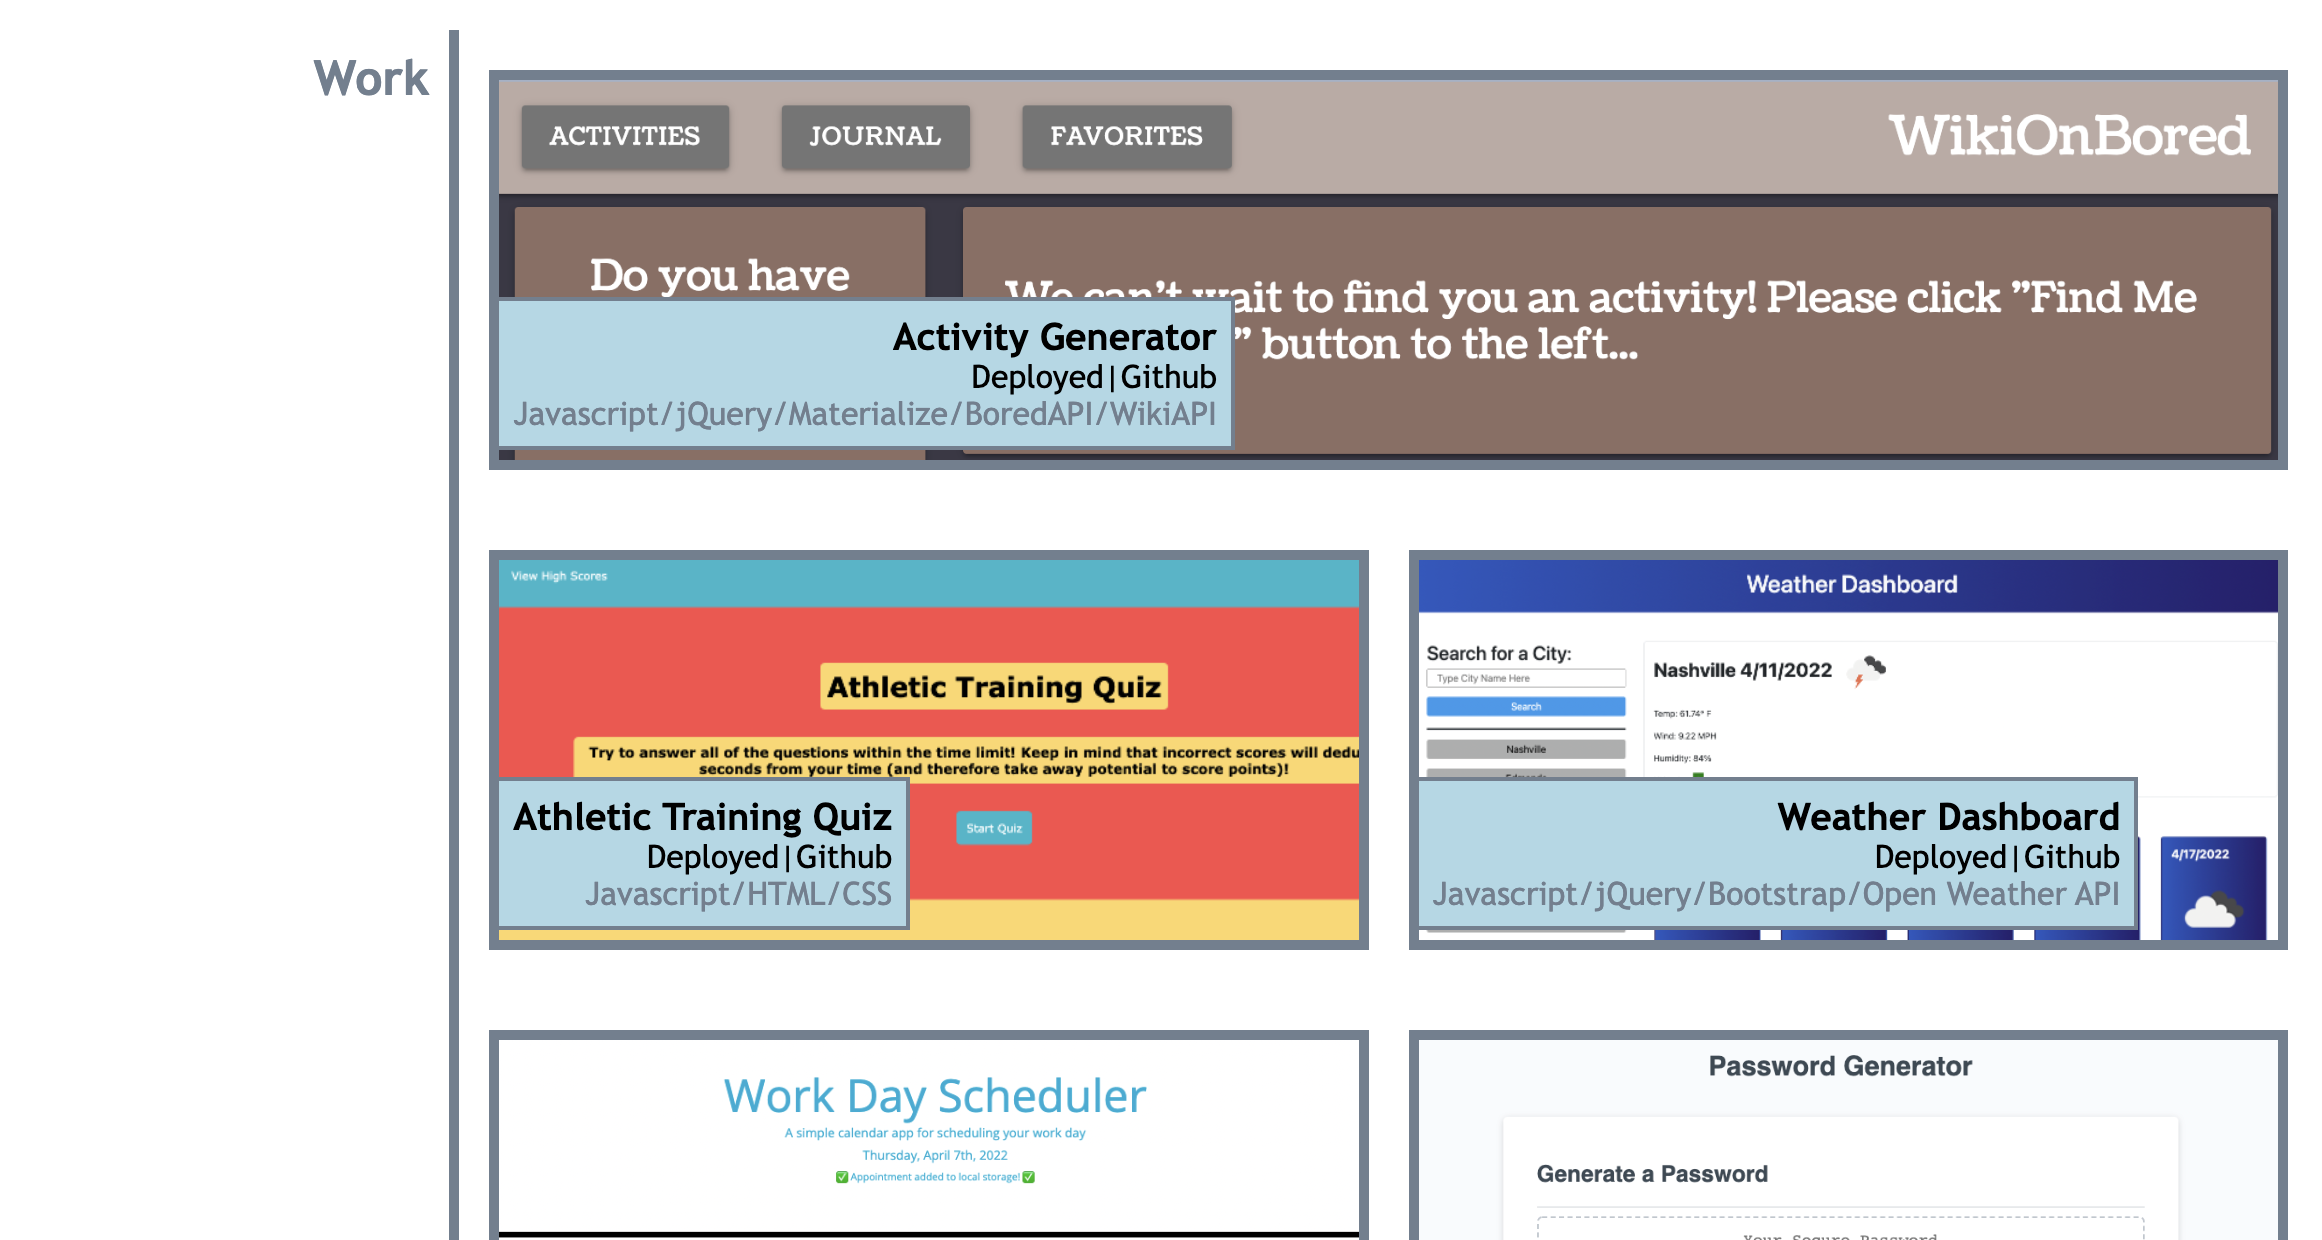 Work
ACTIVITIES JOURNAL FAVORITES WikiOnBored
Do you have
We can't wait to find you an activity! Please click "Find Me
" button to the left...
Activity Generator
Deployed|Github
Javascript/jQuery/Materialize/BoredAPI/WikiAPI
View High Scores
Athletic Training Quiz
Try to answer all of the questions within the time limit! Keep in mind that incorrect scores will dedu
seconds from your time (and therefore take away potential to score points)!
Start Quiz
Athletic Training Quiz
Deployed|Github
Javascript/HTML/CSS
Weather Dashboard
Search for a City:
Type City Name Here
Search
Nashville
Nashville 4/11/2022
Temp: 61.74° F
Wind: 9.22 MPH
Humidity: 84%
4/17/2022
Weather Dashboard
Deployed|Github
Javascript/jQuery/Bootstrap/Open Weather API
Work Day Scheduler
A simple calendar app for scheduling your work day
Thursday, April 7th, 2022
✅ Appointment added to local storage! ✅
Password Generator
Generate a Password
Your Secure Password